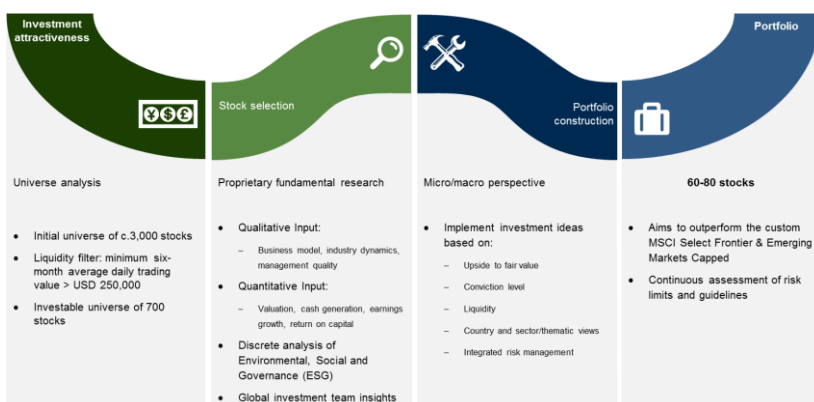 Investment
attractiveness
¥ $ £
Universe analysis
• Initial universe of c.3,000 stocks
• Liquidity filter: minimum six-
month average daily trading
value > USD 250,000
• Investable universe of 700
stocks
Stock selection
Proprietary fundamental research
• Qualitative Input:
– Business model, industry dynamics,
management quality
• Quantitative Input:
– Valuation, cash generation, earnings
growth, return on capital
• Discrete analysis of
Environmental, Social and
Governance (ESG)
• Global investment team insights
Portfolio
construction
Micro/macro perspective
• Implement investment ideas
based on:
– Upside to fair value
– Conviction level
– Liquidity
– Country and sector/thematic views
– Integrated risk management
Portfolio
60-80 stocks
• Aims to outperform the custom
MSCI Select Frontier & Emerging
Markets Capped
• Continuous assessment of risk
limits and guidelines